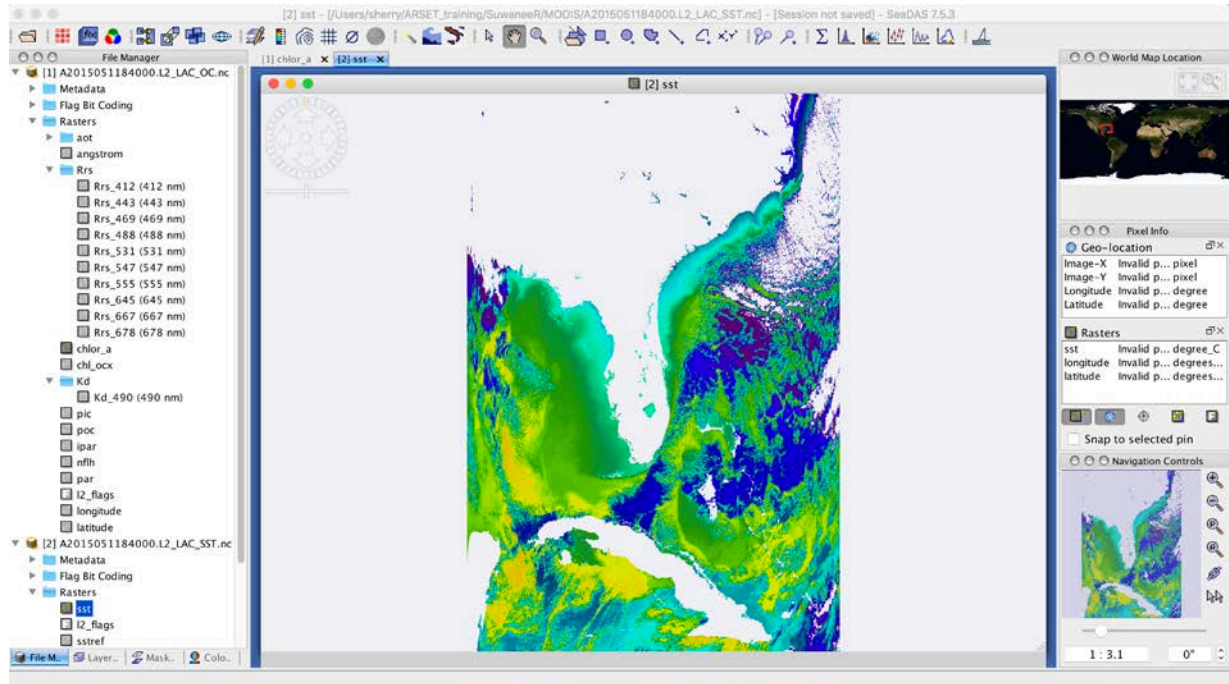 [2] sst - [/Users/sherry/ARSET_training/SuwaneeR/MODIS/A2015051184000.L2_LAC_SST.nc] - [Session not saved] - SeaDAS 7.5.3
File Manager
[1] A2015051184000.L2_LAC_OC.nc
Metadata
Flag Bit Coding
Rasters
aot
angstrom
Rrs
Rrs_412 (412 nm)
Rrs_443 (443 nm)
Rrs_469 (469 nm)
Rrs_488 (488 nm)
Rrs_531 (531 nm)
Rrs_547 (547 nm)
Rrs_555 (555 nm)
Rrs_645 (645 nm)
Rrs_667 (667 nm)
Rrs_678 (678 nm)
chlor_a
chl_ocx
Kd
Kd_490 (490 nm)
pic
poc
ipar
nflh
par
l2_flags
longitude
latitude
[2] A2015051184000.L2_LAC_SST.nc
Metadata
Flag Bit Coding
Rasters
sst
l2_flags
sstref
File M... Layer... Mask... Colo...
[1] chlor_a [2] sst
[2] sst
World Map Location
Pixel Info
Geo-location
Image-X Invalid p... pixel
Image-Y Invalid p... pixel
Longitude Invalid p... degree
Latitude Invalid p... degree
Rasters
sst Invalid p... degree_C
longitude Invalid p... degrees...
latitude Invalid p... degrees...
Snap to selected pin
Navigation Controls
1 : 3.1 0°